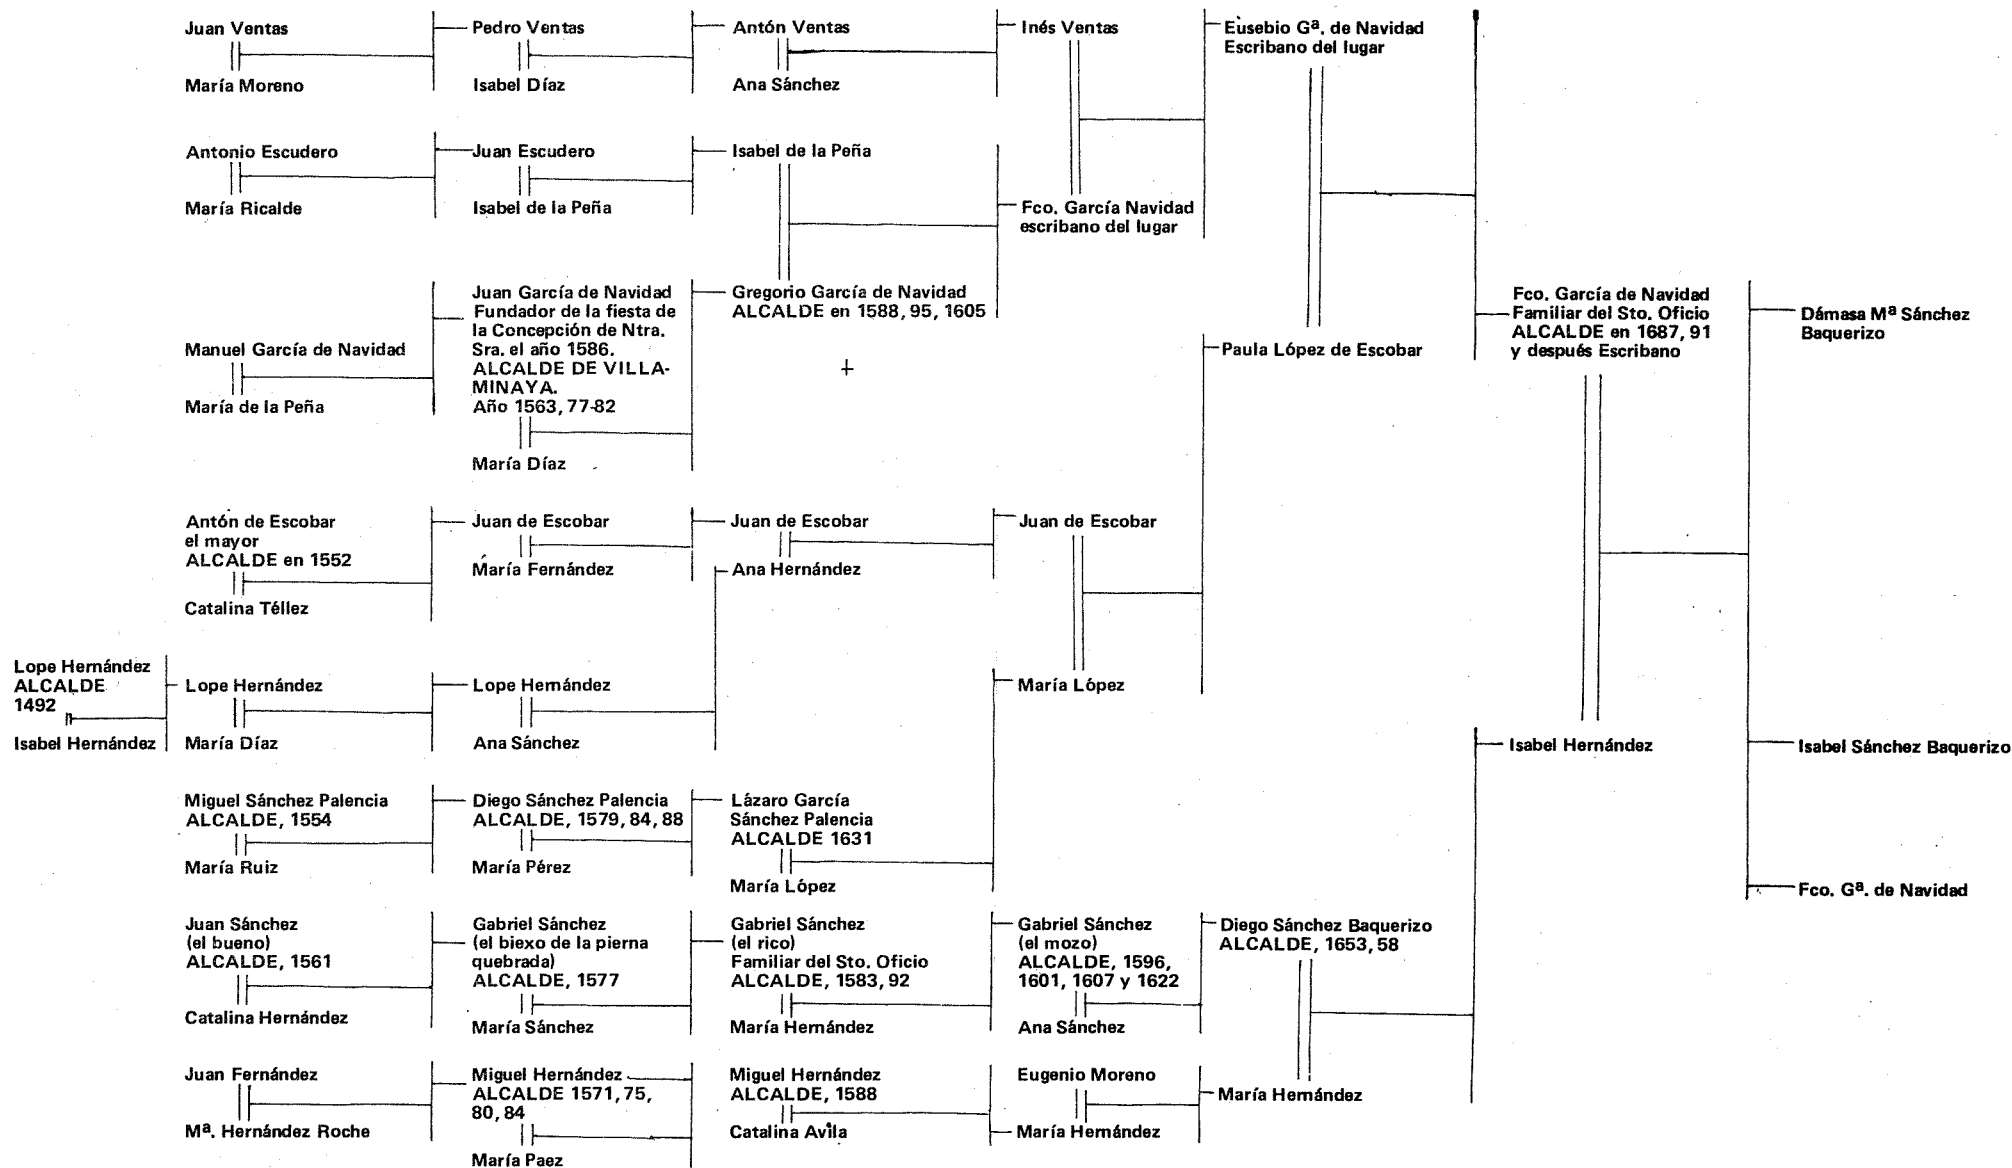 Juan Ventas
María Moreno
Antonio Escudero
María Ricalde
Manuel García de Navidad
María de la Peña
Antón de Escobar
el mayor
ALCALDE en 1552
Catalina Téllez
Lope Hernández
ALCALDE
1492
Isabel Hernández
Lope Hernández
María Díaz
Miguel Sánchez Palencia
ALCALDE, 1554
María Ruiz
Juan Sánchez
(el bueno)
ALCALDE, 1561
Catalina Hernández
Juan Fernández
Mª. Hernández Roche
Pedro Ventas
Isabel Díaz
Juan Escudero
Isabel de la Peña
Juan García de Navidad
Fundador de la fiesta de
la Concepción de Ntra.
Sra. el año 1586.
ALCALDE DE VILLA-
MINAYA.
Año 1563, 77-82
María Díaz
Juan de Escobar
María Fernández
Lope Hernández
Ana Sánchez
Diego Sánchez Palencia
ALCALDE, 1579, 84, 88
María Pérez
Gabriel Sánchez
(el biexo de la pierna
quebrada)
ALCALDE, 1577
María Sánchez
Miguel Hernández
ALCALDE 1571, 75,
80, 84
María Paez
Antón Ventas
Ana Sánchez
Isabel de la Peña
Gregorio García de Navidad
ALCALDE en 1588, 95, 1605
Juan de Escobar
Ana Hernández
Lázaro García
Sánchez Palencia
ALCALDE 1631
María López
Gabriel Sánchez
(el rico)
Familiar del Sto. Oficio
ALCALDE, 1583, 92
María Hernández
Miguel Hernández
ALCALDE, 1588
Catalina Avila
Inés Ventas
Fco. García Navidad
escribano del lugar
Juan de Escobar
María López
Gabriel Sánchez
(el mozo)
ALCALDE, 1596,
1601, 1607 y 1622
Ana Sánchez
Eugenio Moreno
María Hernández
Eusebio Gª. de Navidad
Escribano del lugar
Paula López de Escobar
Diego Sánchez Baquerizo
ALCALDE, 1653, 58
María Hernández
Fco. García de Navidad
Familiar del Sto. Oficio
ALCALDE en 1687, 91
y después Escribano
Isabel Hernández
Dámasa Mª Sánchez
Baquerizo
Isabel Sánchez Baquerizo
Fco. Gª. de Navidad